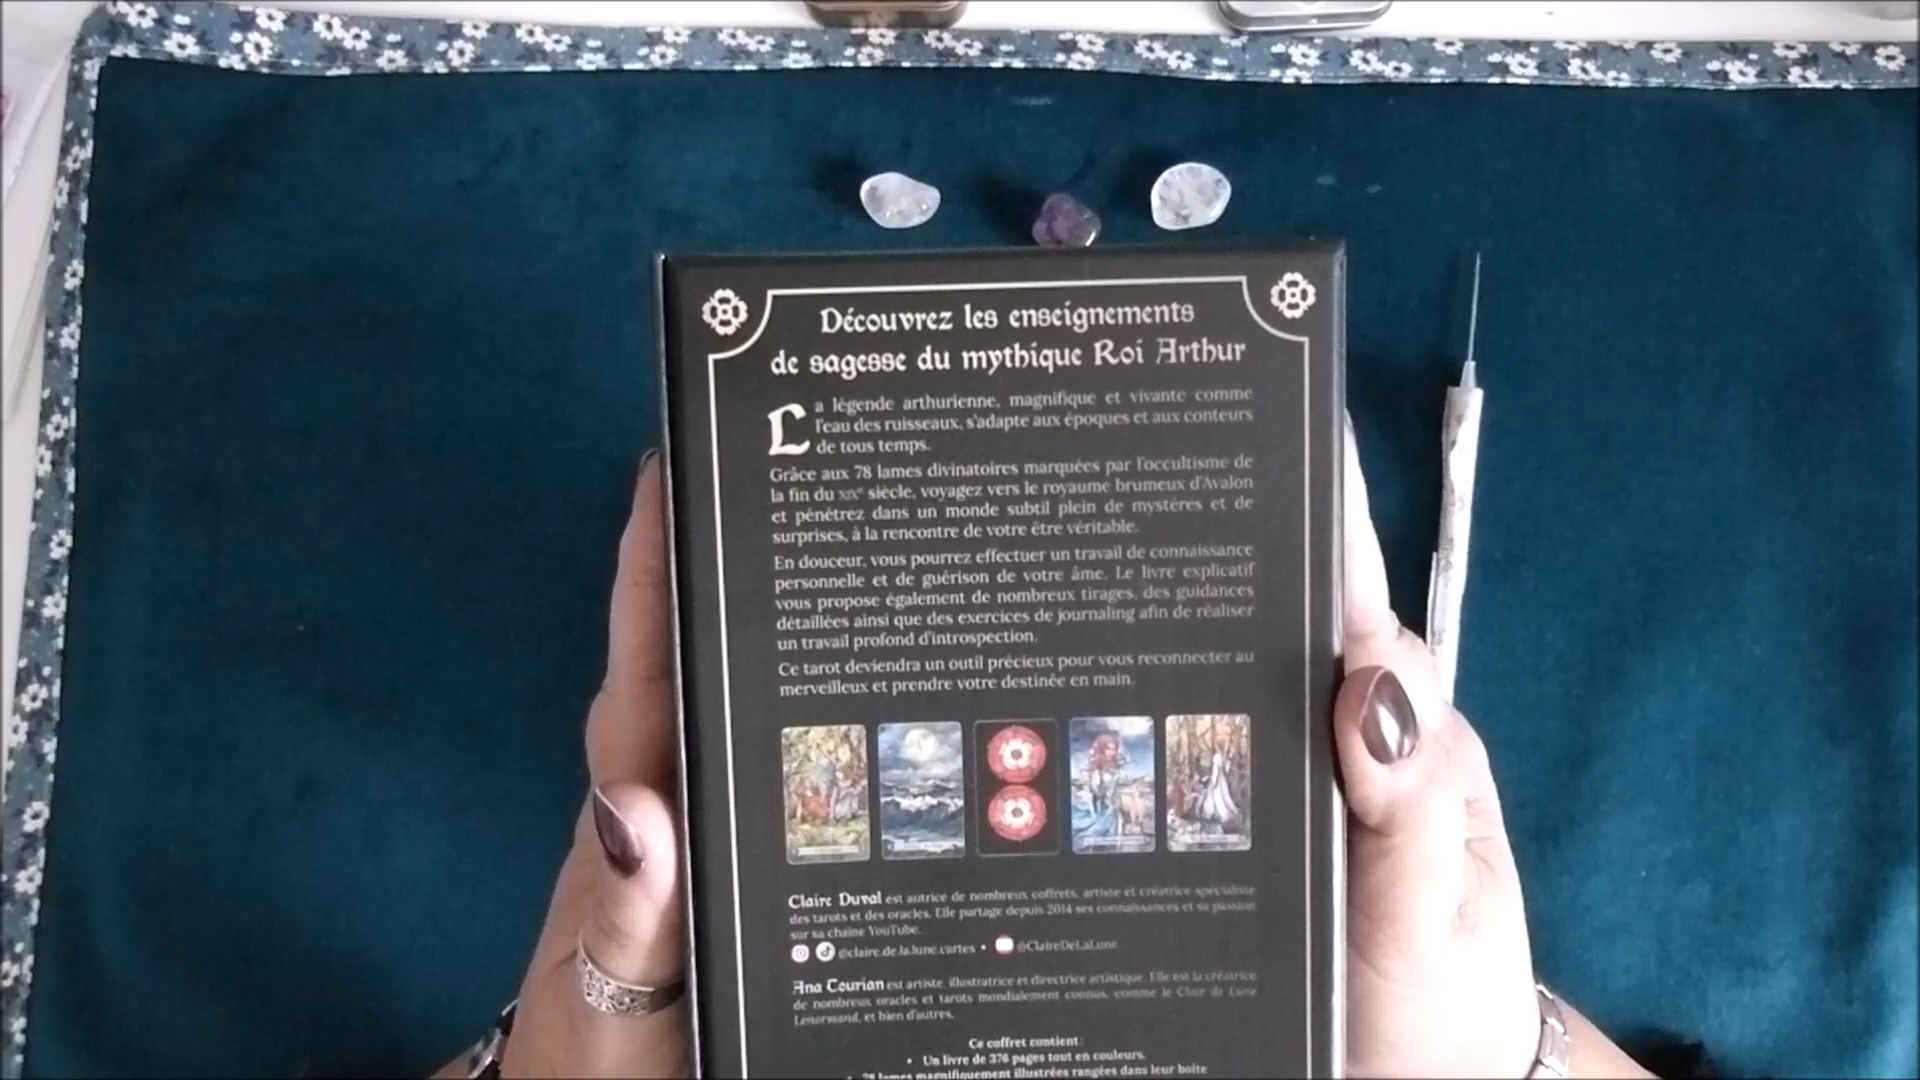 Découvrez les enseignements
de sagesse du mythique Roi Arthur
La légende arthurienne, magnifique et vivante comme
l'eau des ruisseaux, s'adapte aux époques et aux conteurs
de tous temps.
Grâce aux 78 lames divinatoires marquées par l'occultisme de
la fin du XIXe siècle, voyagez vers le royaume brumeux d'Avalon
et pénétrez dans un monde subtil plein de mystères et de
surprises, à la rencontre de votre être véritable.
En douceur, vous pourrez effectuer un travail de connaissance
personnelle et de guérison de votre âme. Le livre explicatif
vous propose également de nombreux tirages, des guidances
détaillées ainsi que des exercices de journaling afin de réaliser
un travail profond d'introspection.
Ce tarot deviendra un outil précieux pour vous reconnecter au
merveilleux et prendre votre destinée en main.
Claire Duval est autrice de nombreux coffrets, artiste et créatrice spécialiste
des tarots et des oracles. Elle partage depuis 2014 ses connaissances et sa passion
sur sa chaîne YouTube.
@claire.de.la.lune.cartes • @ClaireDeLaLune
Ana Courian est artiste, illustratrice et directrice artistique. Elle est la créatrice
de nombreux oracles et tarots mondialement connus, comme le Clair de Lune
Lenormand, et bien d'autres.
Ce coffret contient :
• Un livre de 376 pages tout en couleurs.
• 78 lames magnifiquement illustrées rangées dans leur boîte